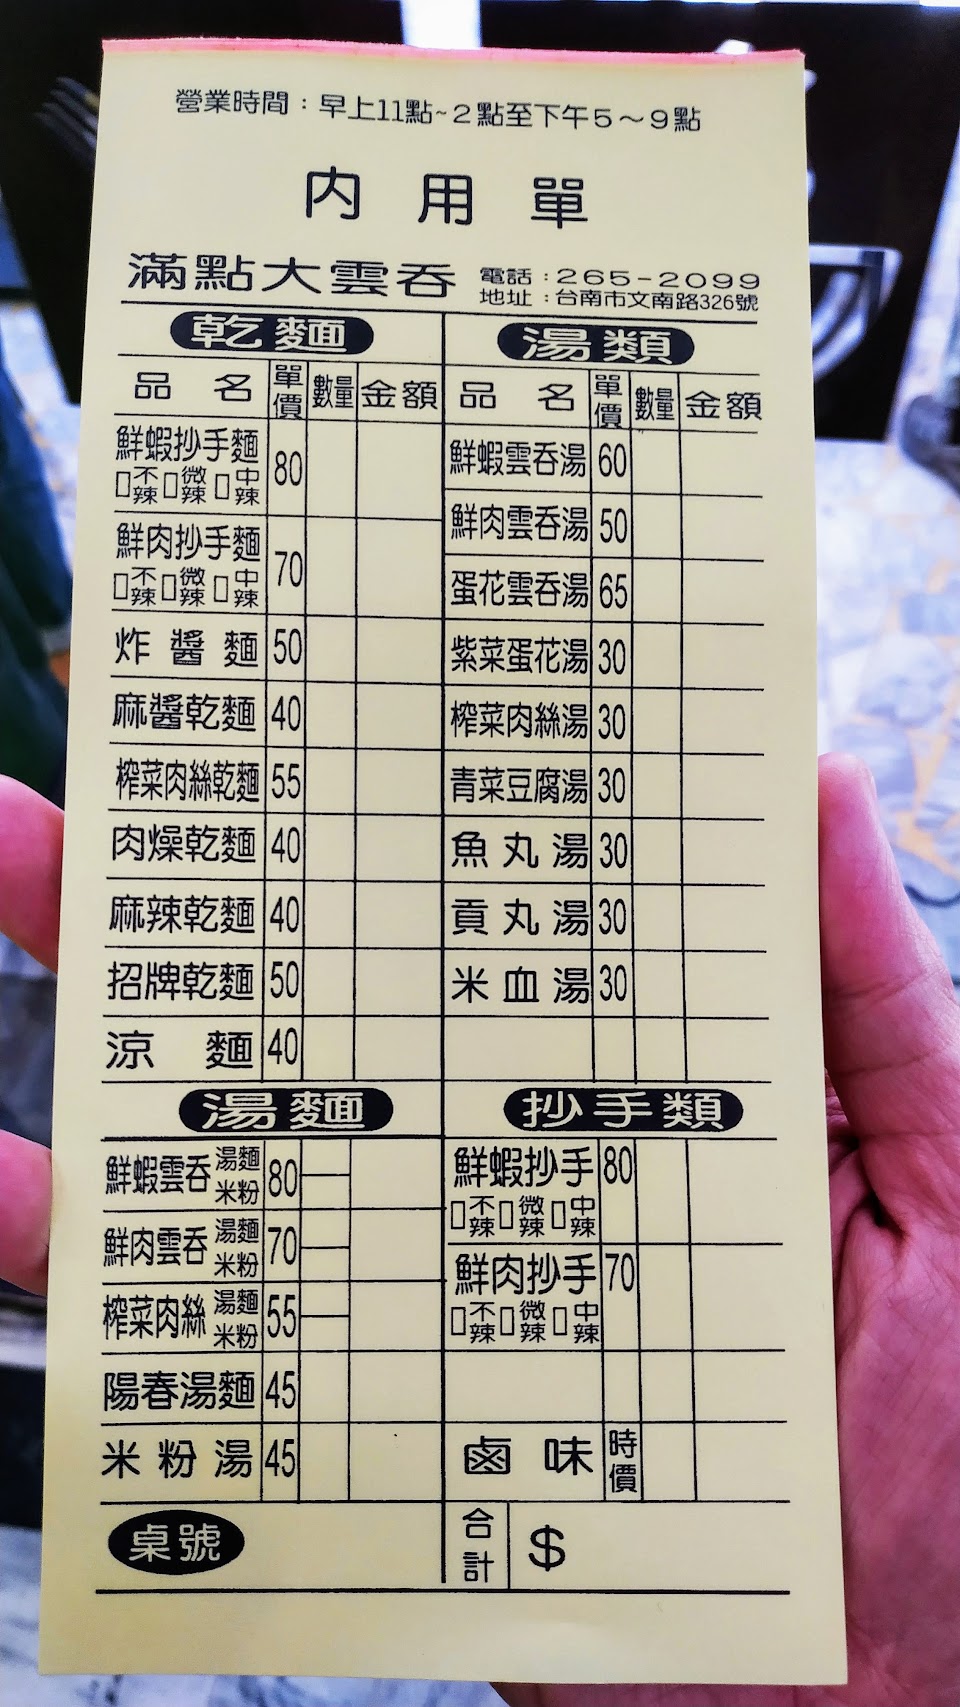 營業時間：早上11點~2點至下午5～9點
內用單
滿點大雲吞
電話：265-2099
地址：台南市文南路326號
乾麵
品名 單價 數量 金額
鮮蝦抄手麵 80
□不辣□微辣□中辣
鮮肉抄手麵 70
□不辣□微辣□中辣
炸醬麵 50
麻醬乾麵 40
榨菜肉絲乾麵 55
肉燥乾麵 40
麻辣乾麵 40
招牌乾麵 50
涼麵 40
湯類
品名 單價 數量 金額
鮮蝦雲吞湯 60
鮮肉雲吞湯 50
蛋花雲吞湯 65
紫菜蛋花湯 30
榨菜肉絲湯 30
青菜豆腐湯 30
魚丸湯 30
貢丸湯 30
米血湯 30
湯麵
鮮蝦雲吞 湯麵 米粉 80
鮮肉雲吞 湯麵 米粉 70
榨菜肉絲 湯麵 米粉 55
陽春湯麵 45
米粉湯 45
抄手類
鮮蝦抄手 80
□不辣□微辣□中辣
鮮肉抄手 70
□不辣□微辣□中辣
鹵味 時價
桌號
合計 $